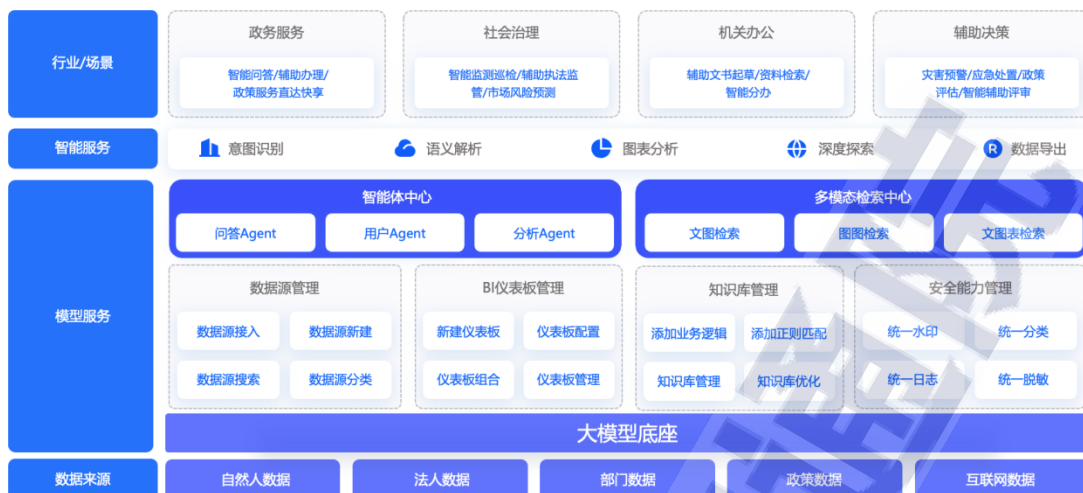 行业/场景
政务服务
智能问答/辅助办理/
政策服务直达快享
社会治理
智能监测巡检/辅助执法监
管/市场风险预测
机关办公
辅助文书起草/资料检索/
智能分办
辅助决策
灾害预警/应急处置/政策
评估/智能辅助评审
智能服务
意图识别
语义解析
图表分析
深度探索
R 数据导出
模型服务
智能体中心
问答Agent
用户Agent
分析Agent
多模态检索中心
文图检索
图图检索
文图表检索
数据源管理
数据源接入
数据源新建
数据源搜索
数据源分类
BI仪表板管理
新建仪表板
仪表板配置
仪表板组合
仪表板管理
知识库管理
添加业务逻辑
添加正则匹配
知识库管理
知识库优化
安全能力管理
统一水印
统一分类
统一日志
统一脱敏
大模型底座
数据来源
自然人数据
法人数据
部门数据
政策数据
互联网数据